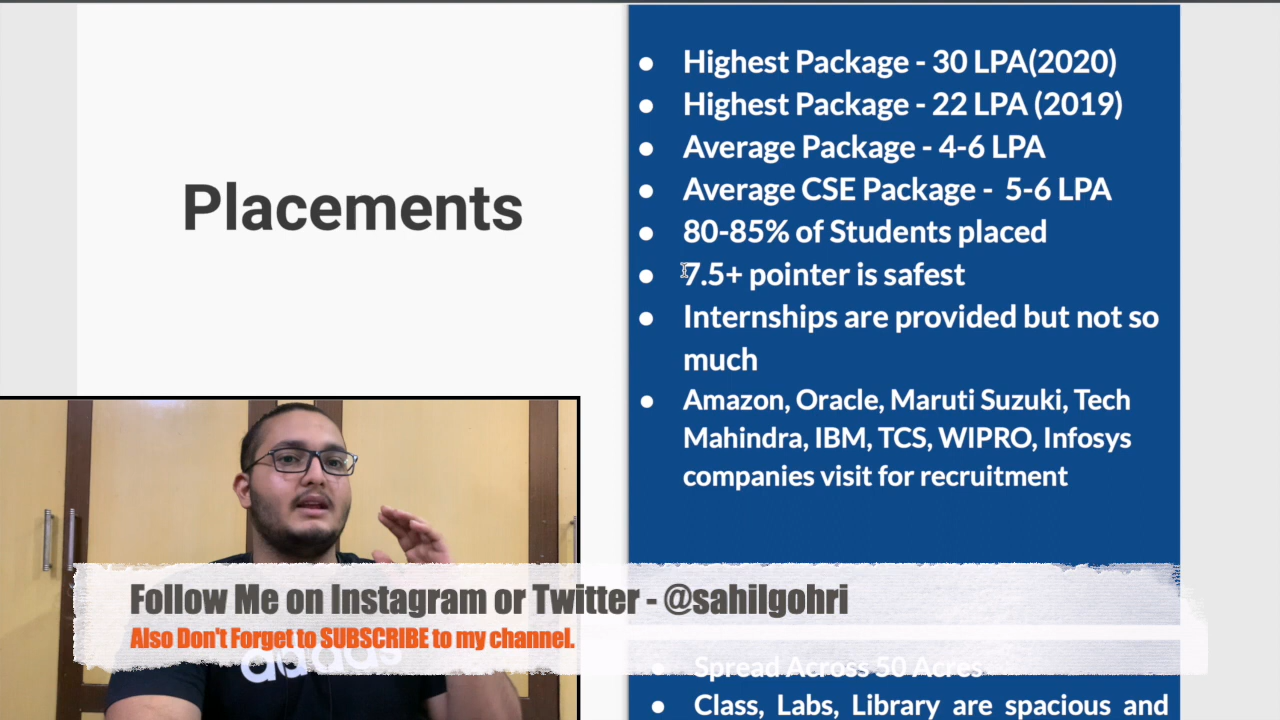 Placements
● Highest Package - 30 LPA(2020)
● Highest Package - 22 LPA (2019)
● Average Package - 4-6 LPA
● Average CSE Package - 5-6 LPA
● 80-85% of Students placed
● 7.5+ pointer is safest
● Internships are provided but not so
much
● Amazon, Oracle, Maruti Suzuki, Tech
Mahindra, IBM, TCS, WIPRO, Infosys
companies visit for recruitment
Follow Me on Instagram or Twitter - @sahilgohri
Also Don't Forget to SUBSCRIBE to my channel.
adidas
● Spread Across 50 Acres
● Class, Labs, Library are spacious and